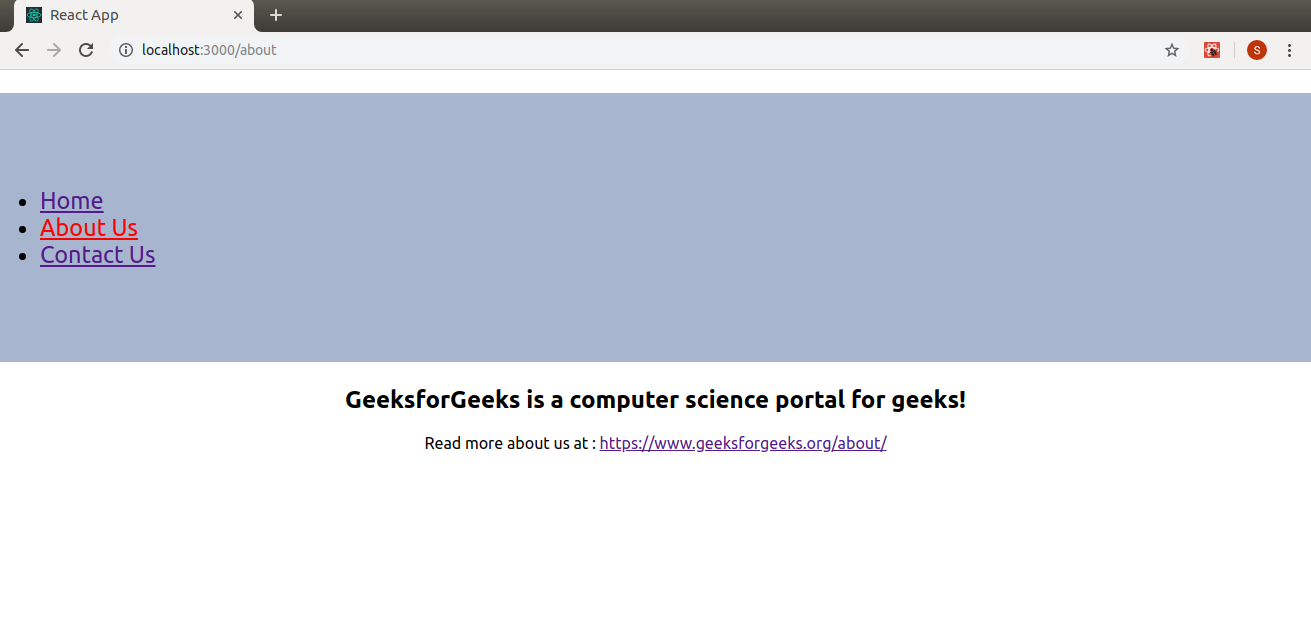 React App
localhost:3000/about
S
Home
About Us
Contact Us
GeeksforGeeks is a computer science portal for geeks!
Read more about us at : https://www.geeksforgeeks.org/about/